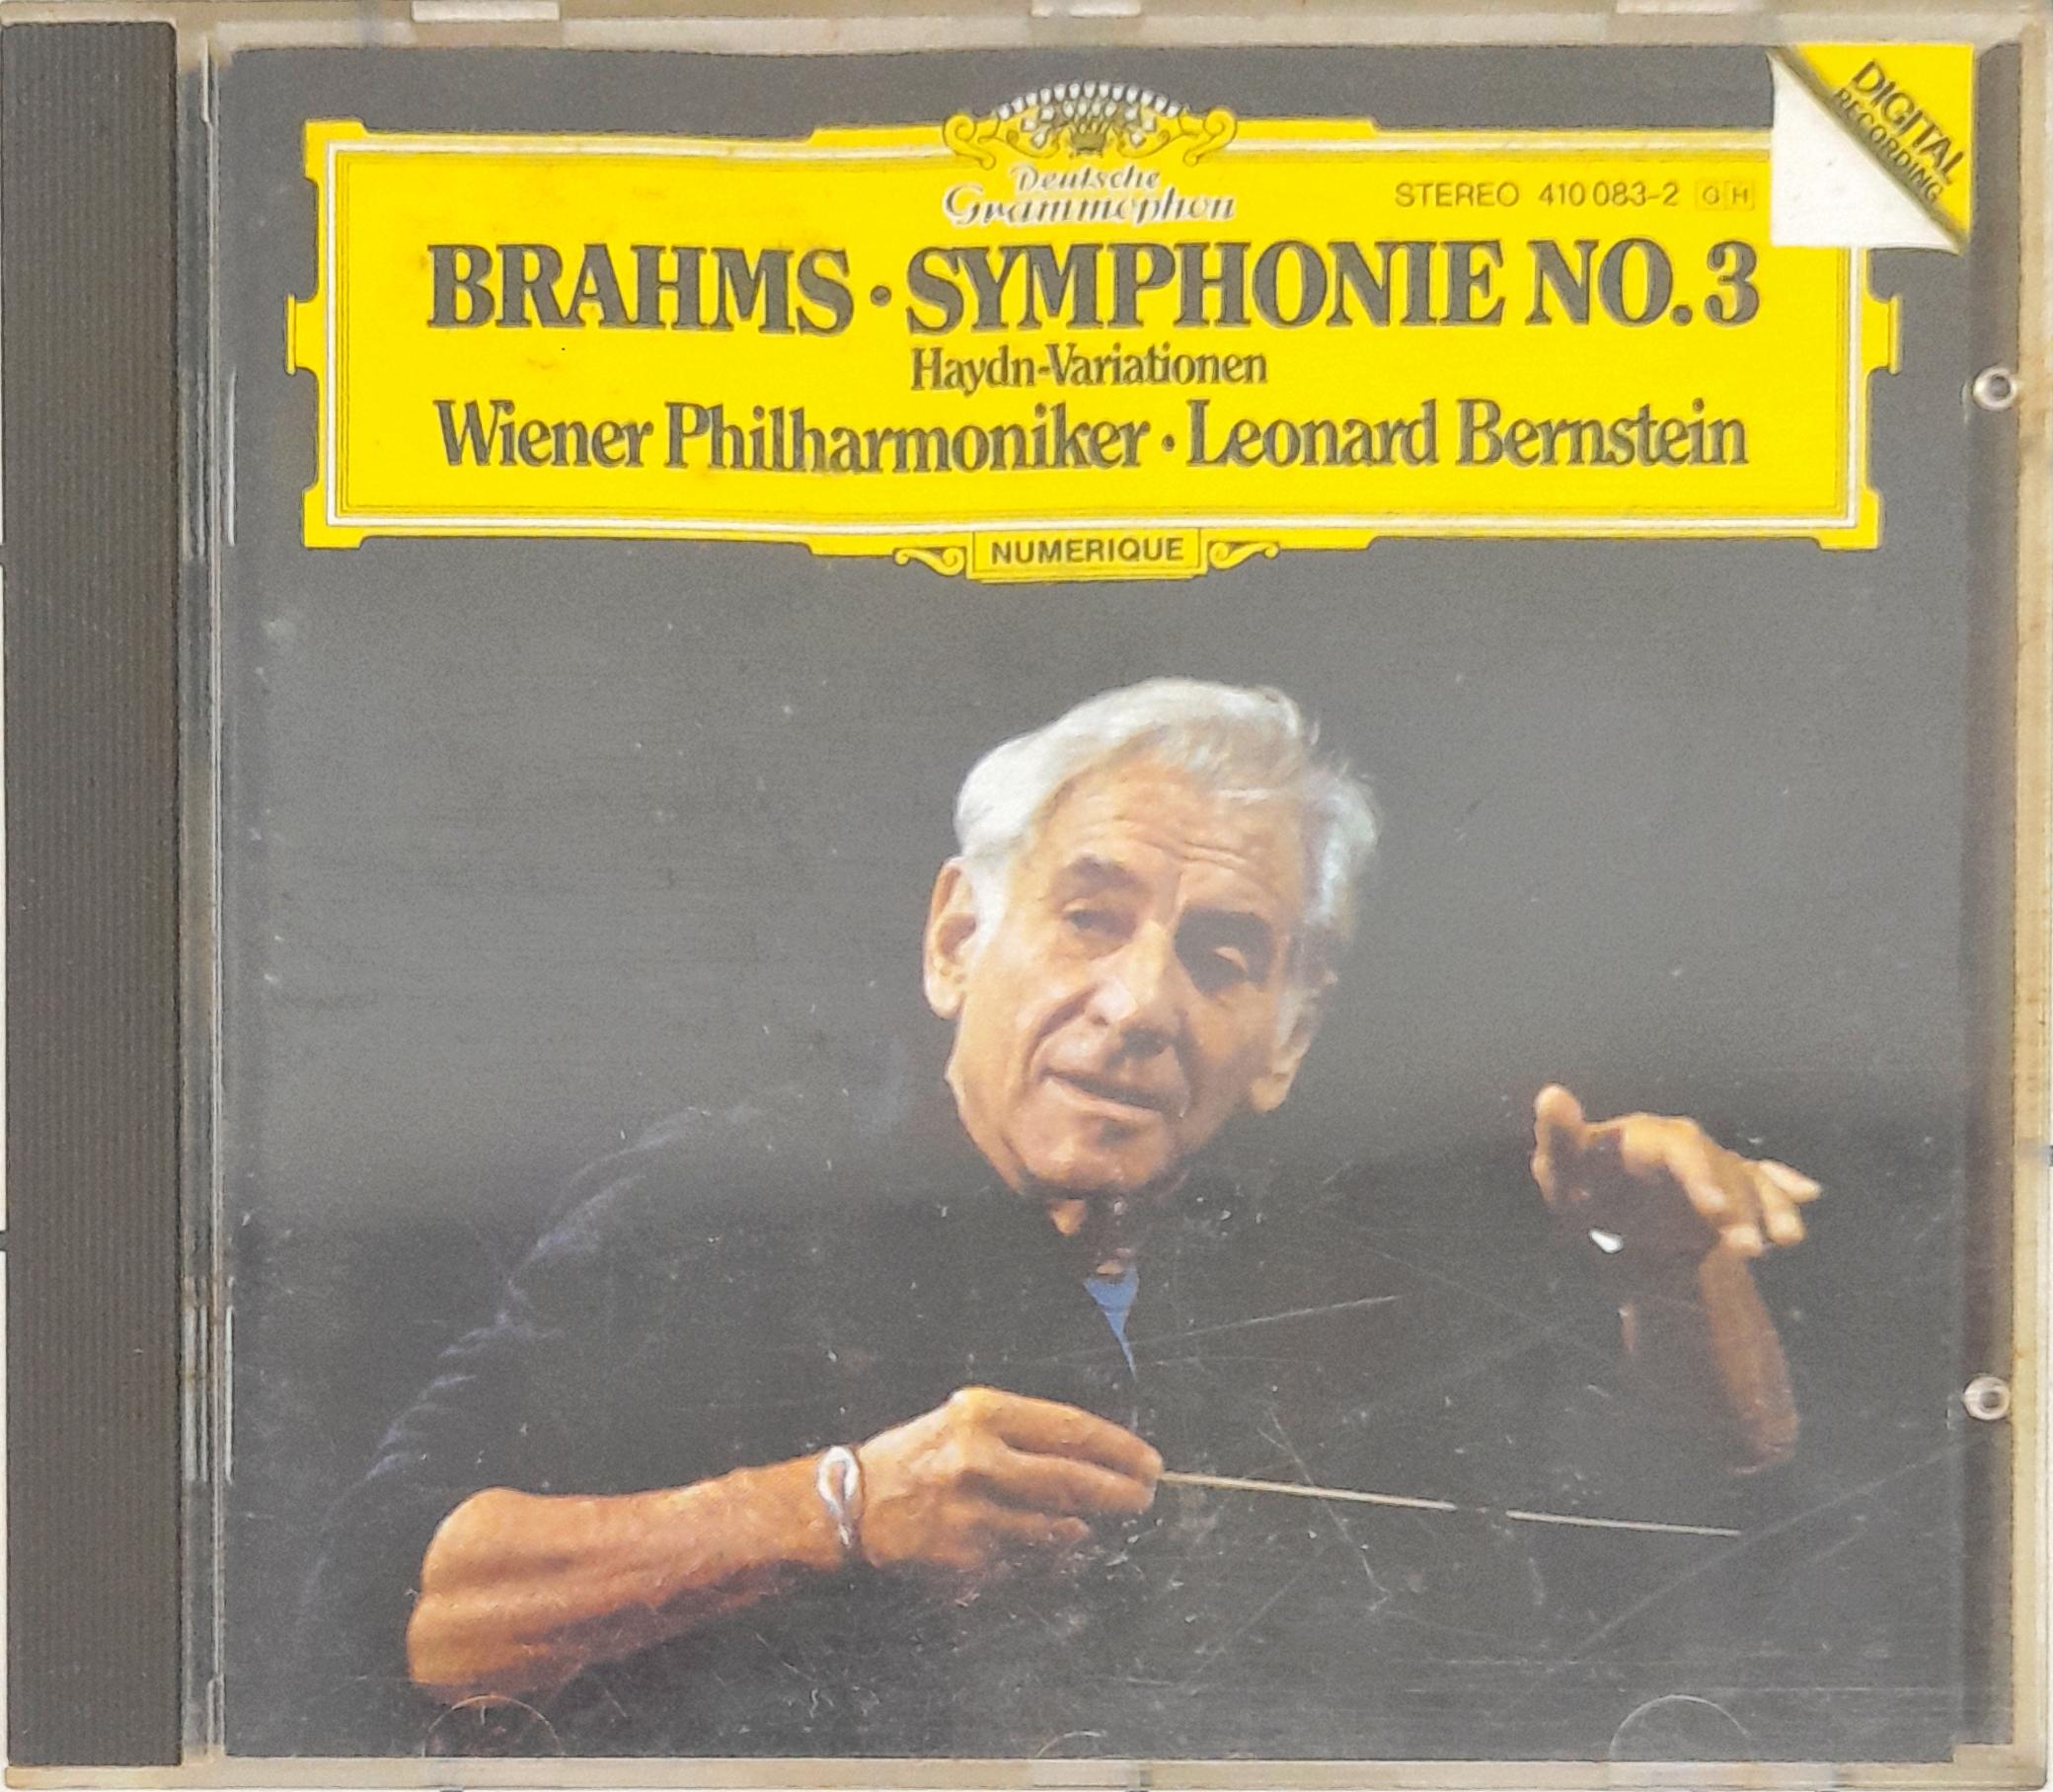 DIGITAL
RECORDING
Deutsche
Grammophon
STEREO 410 083-2 GH
BRAHMS · SYMPHONIE NO. 3
Haydn-Variationen
Wiener Philharmoniker · Leonard Bernstein
NUMERIQUE